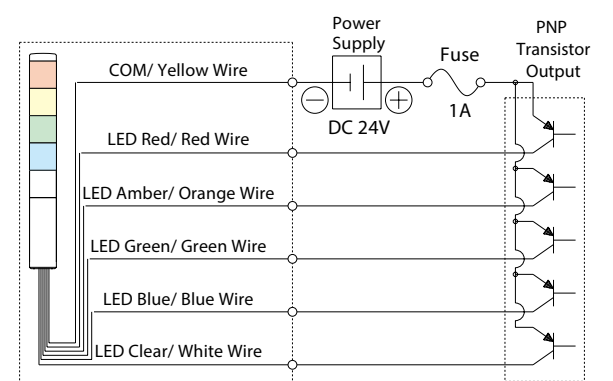 Power
Supply
Fuse
PNP
Transistor
Output
COM/ Yellow Wire
DC 24V
1A
LED Red/ Red Wire
LED Amber/ Orange Wire
LED Green/ Green Wire
LED Blue/ Blue Wire
LED Clear/ White Wire